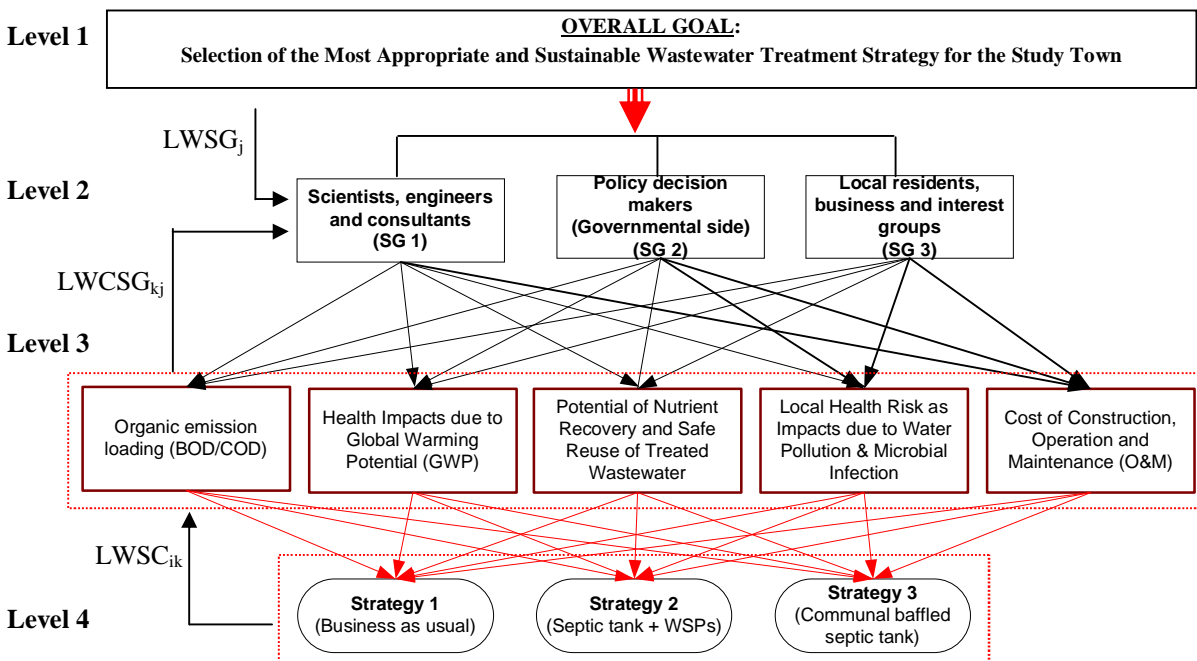 Level 1
OVERALL GOAL:
Selection of the Most Appropriate and Sustainable Wastewater Treatment Strategy for the Study Town
LWSGj
Level 2
Scientists, engineers
and consultants
(SG 1)
Policy decision
makers
(Governmental side)
(SG 2)
Local residents,
business and interest
groups
(SG 3)
LWCSGkj
Level 3
Organic emission
loading (BOD/COD)
Health Impacts due to
Global Warming
Potential (GWP)
Potential of Nutrient
Recovery and Safe
Reuse of Treated
Wastewater
Local Health Risk as
Impacts due to Water
Pollution & Microbial
Infection
Cost of Construction,
Operation and
Maintenance (O&M)
LWSCik
Level 4
Strategy 1
(Business as usual)
Strategy 2
(Septic tank + WSPs)
Strategy 3
(Communal baffled
septic tank)